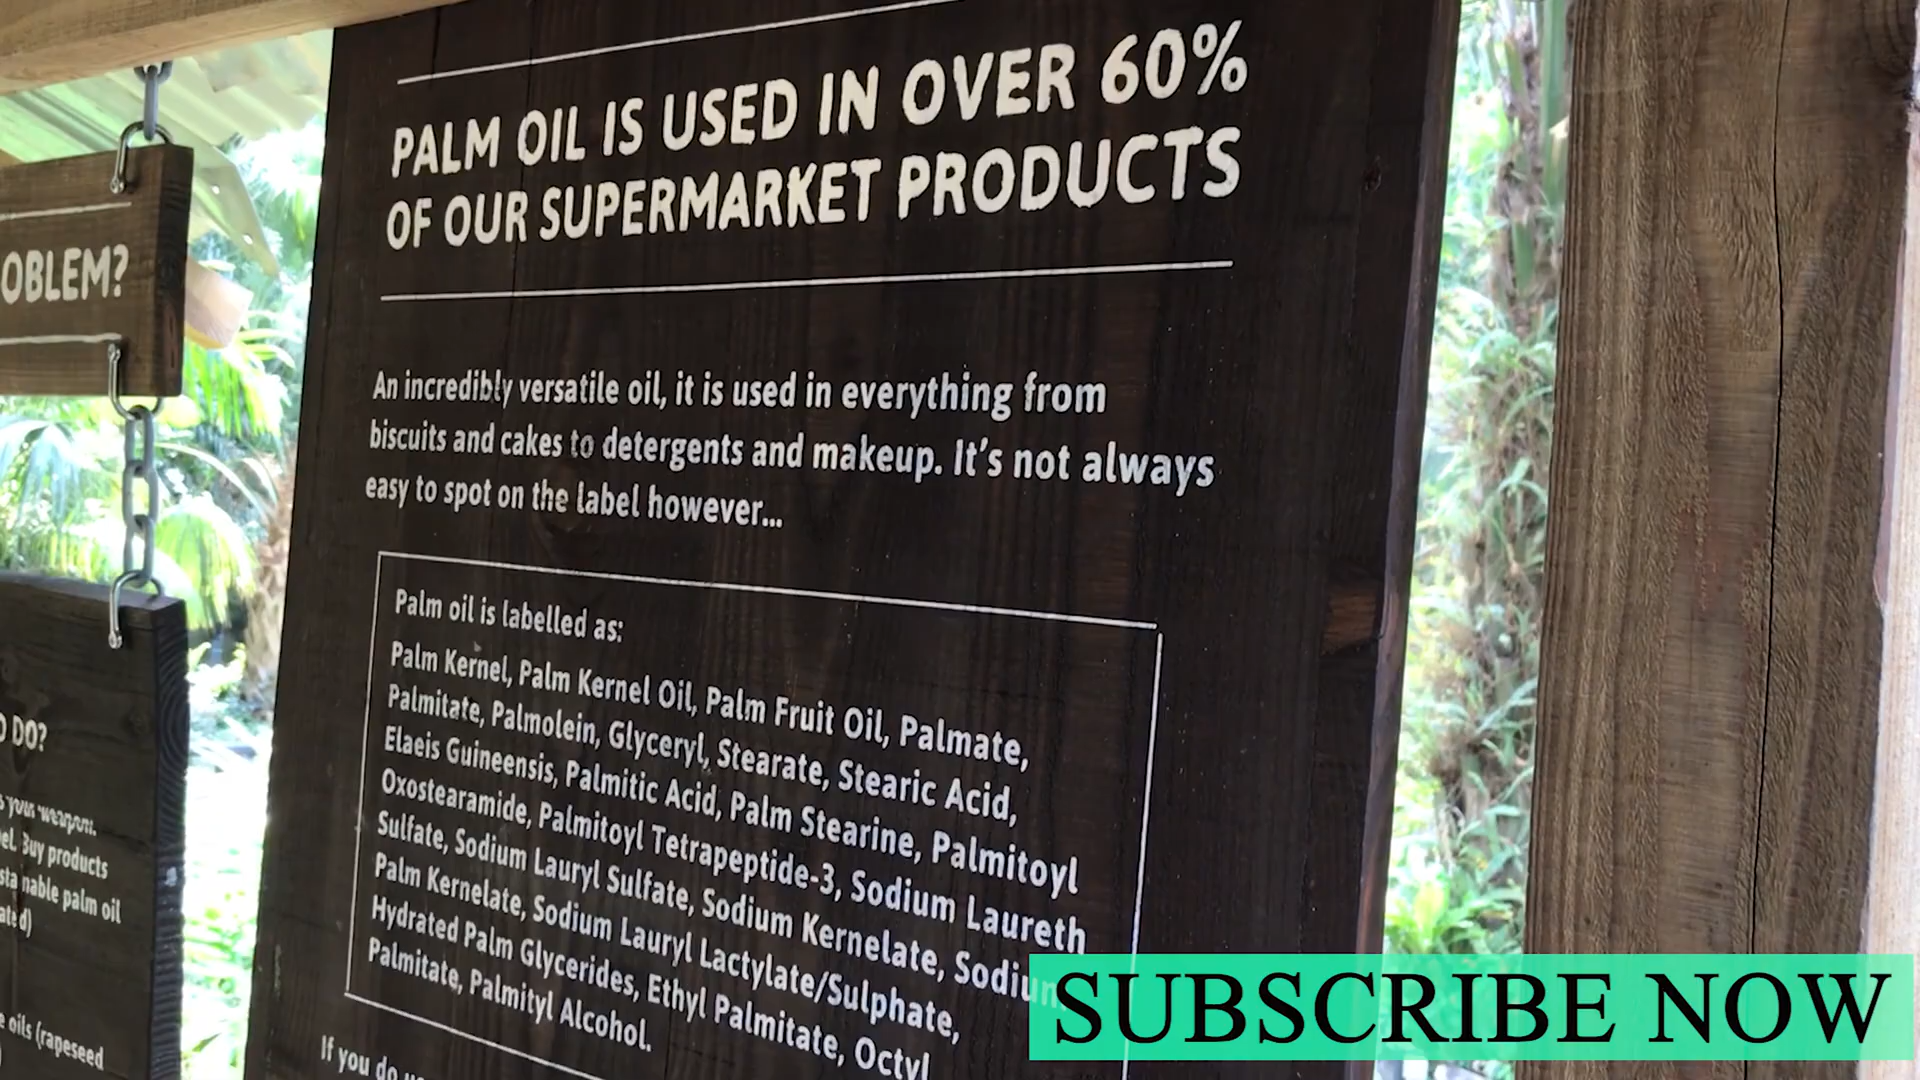 PALM OIL IS USED IN OVER 60%
OF OUR SUPERMARKET PRODUCTS
An incredibly versatile oil, it is used in everything from
biscuits and cakes to detergents and makeup. It's not always
easy to spot on the label however...
Palm oil is labelled as:
Palm Kernel, Palm Kernel Oil, Palm Fruit Oil, Palmate,
Palmitate, Palmolein, Glyceryl, Stearate, Stearic Acid,
Elaeis Guineensis, Palmitic Acid, Palm Stearine, Palmitoyl
Oxostearamide, Palmitoyl Tetrapeptide-3, Sodium Laureth
Sulfate, Sodium Lauryl Sulfate, Sodium Kernelate, Sodium
Palm Kernelate, Sodium Lauryl Lactylate/Sulphate,
Hydrated Palm Glycerides, Ethyl Palmitate, Octyl
Palmitate, Palmityl Alcohol.
If you do
OBLEM?
DO?
your weapon.
Buy products
palm oil
oils (rapeseed
SUBSCRIBE NOW